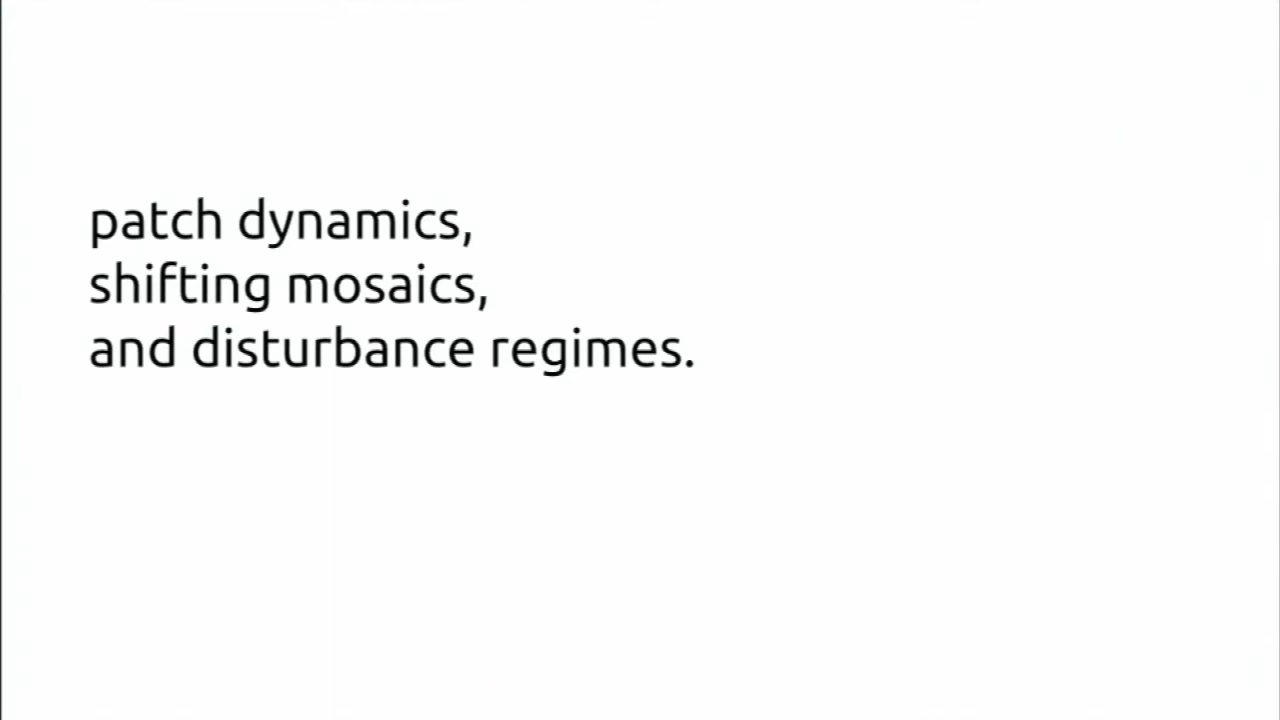 patch dynamics,
shifting mosaics,
and disturbance regimes.